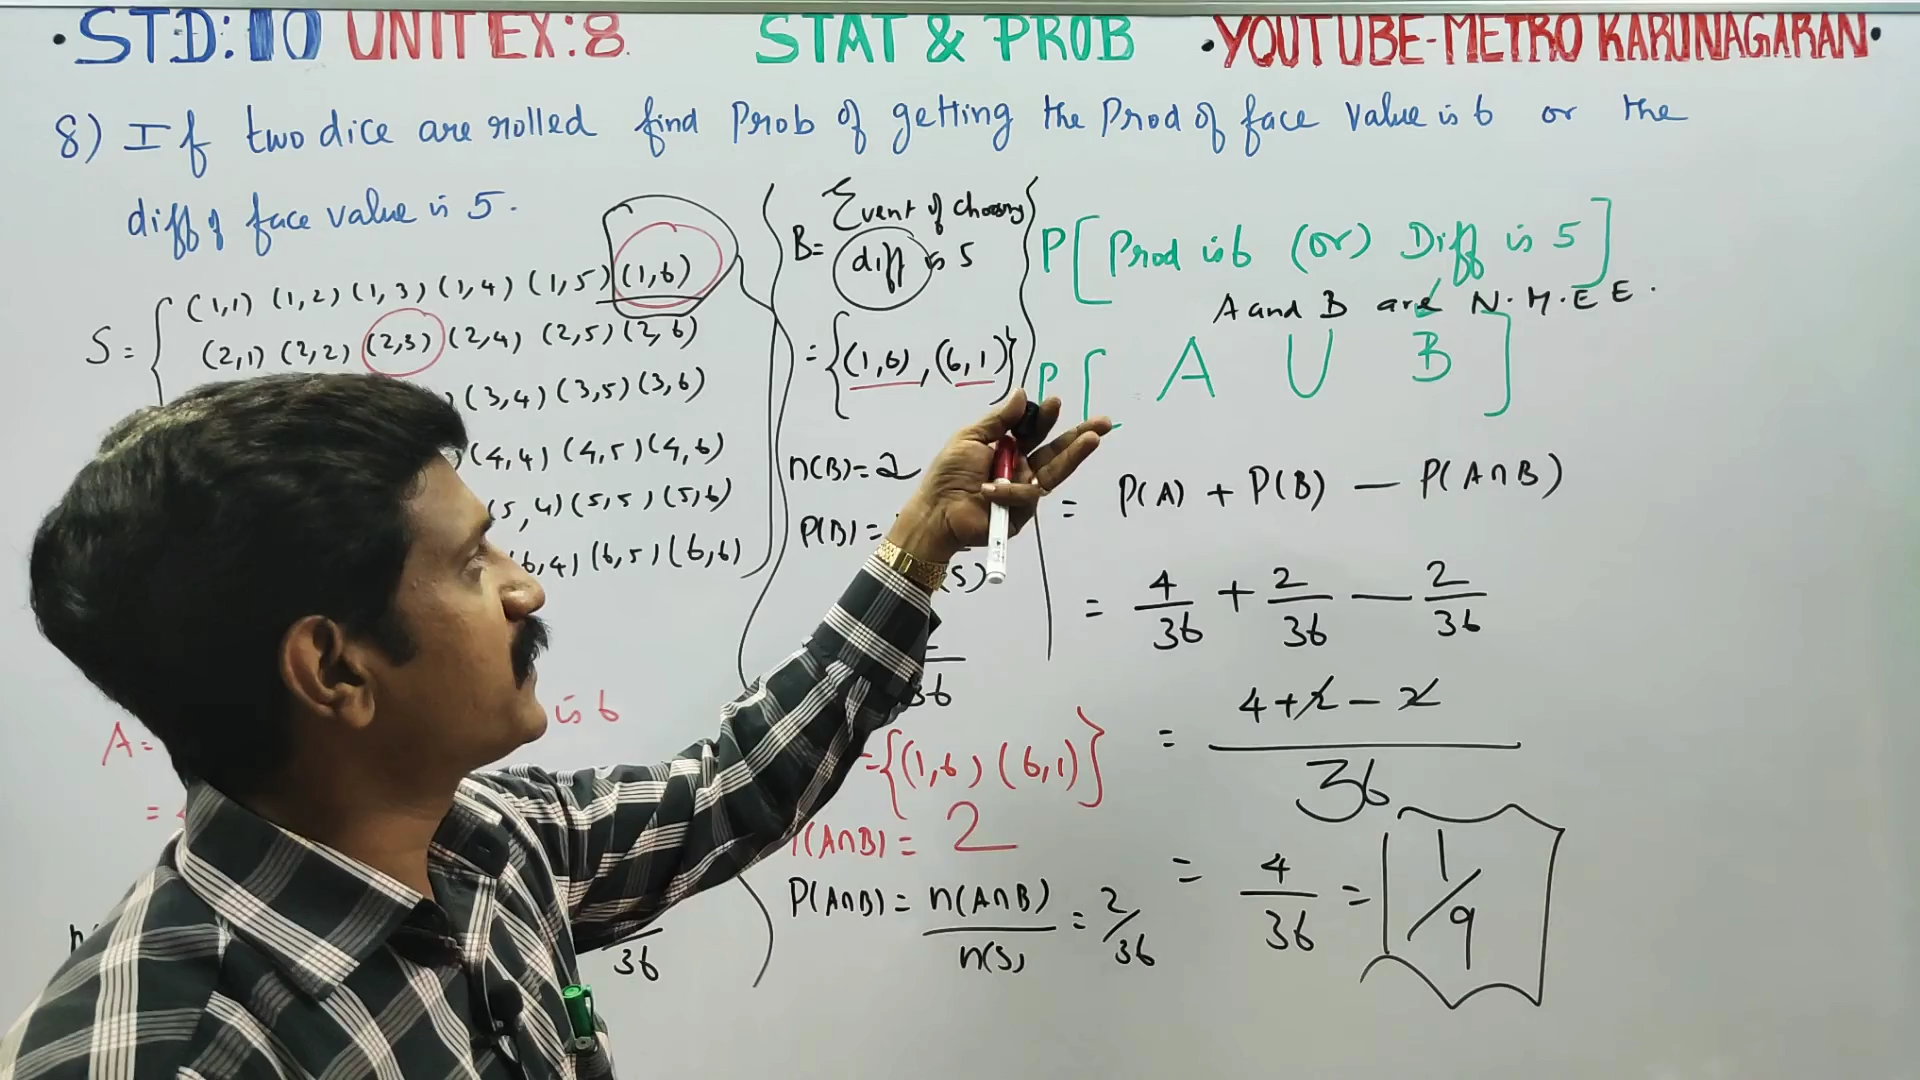 • STD: 10 UNIT EX: 8. STAT & PROB • YOUTUBE-METRO KARUNAGARAN •
8) If two dice are rolled find Prob of getting the Prod of face Value is 6 or the
diff of face value is 5.
S = { (1,1) (1,2) (1,3) (1,4) (1,5) (1,6)
(2,1) (2,2) (2,3) (2,4) (2,5) (2,6)
(3,4) (3,5) (3,6)
(4,4) (4,5) (4,6)
(5,4) (5,5) (5,6)
6,4) (6,5) (6,6) }
A =
is 6
=
36
Event of choosing
B = diff is 5
= { (1,6), (6,1) }
n(B) = 2
P(B) =
(S)
36
= { (1,6) (6,1) }
(A∩B) = 2
P(A∩B) = n(A∩B) / n(S) = 2/36
P[ Prod is 6 (or) Diff is 5 ]
A and B are N.M.E E.
P[ A U B ]
= P(A) + P(B) — P(A∩B)
= 4/36 + 2/36 — 2/36
= 4+2-2 / 36
= 4/36 = 1/9